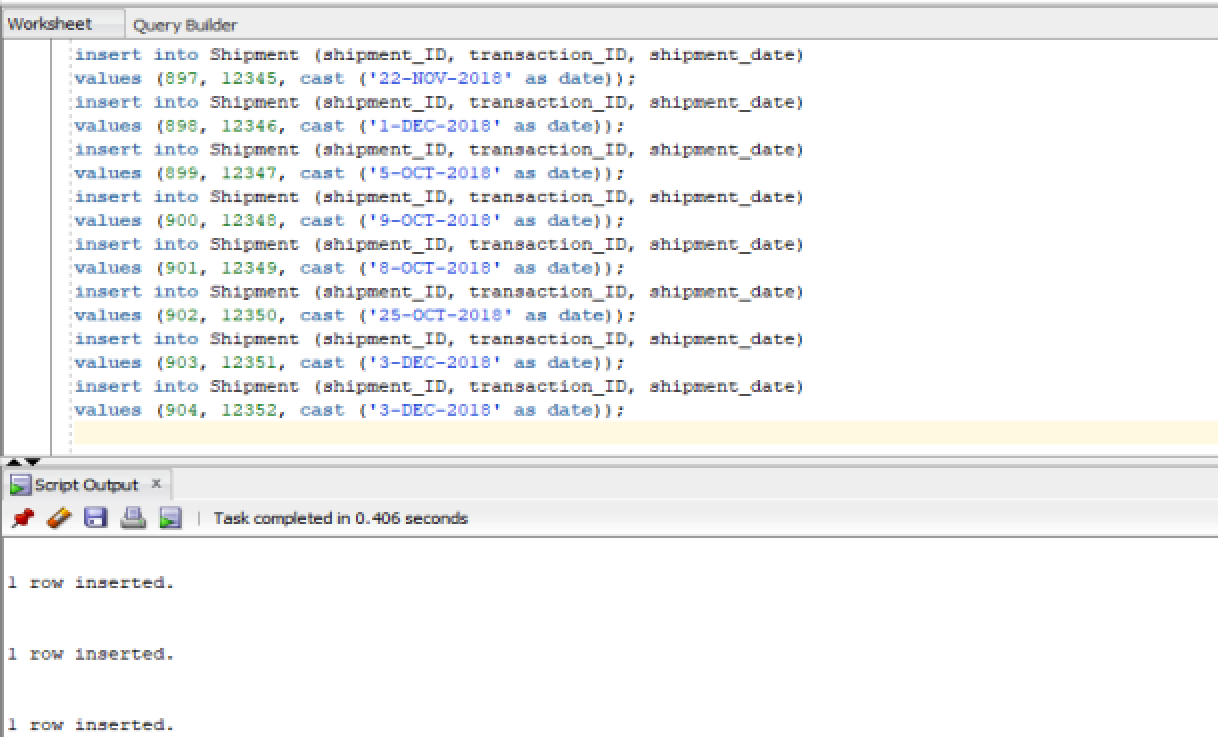 Worksheet Query Builder
insert into Shipment (shipment_ID, transaction_ID, shipment_date)
values (897, 12345, cast ('22-NOV-2018' as date));
insert into Shipment (shipment_ID, transaction_ID, shipment_date)
values (898, 12346, cast ('1-DEC-2018' as date));
insert into Shipment (shipment_ID, transaction_ID, shipment_date)
values (899, 12347, cast ('5-OCT-2018' as date));
insert into Shipment (shipment_ID, transaction_ID, shipment_date)
values (900, 12348, cast ('9-OCT-2018' as date));
insert into Shipment (shipment_ID, transaction_ID, shipment_date)
values (901, 12349, cast ('8-OCT-2018' as date));
insert into Shipment (shipment_ID, transaction_ID, shipment_date)
values (902, 12350, cast ('25-OCT-2018' as date));
insert into Shipment (shipment_ID, transaction_ID, shipment_date)
values (903, 12351, cast ('3-DEC-2018' as date));
insert into Shipment (shipment_ID, transaction_ID, shipment_date)
values (904, 12352, cast ('3-DEC-2018' as date));
Script Output ×
| Task completed in 0.406 seconds
1 row inserted.
1 row inserted.
1 row inserted.